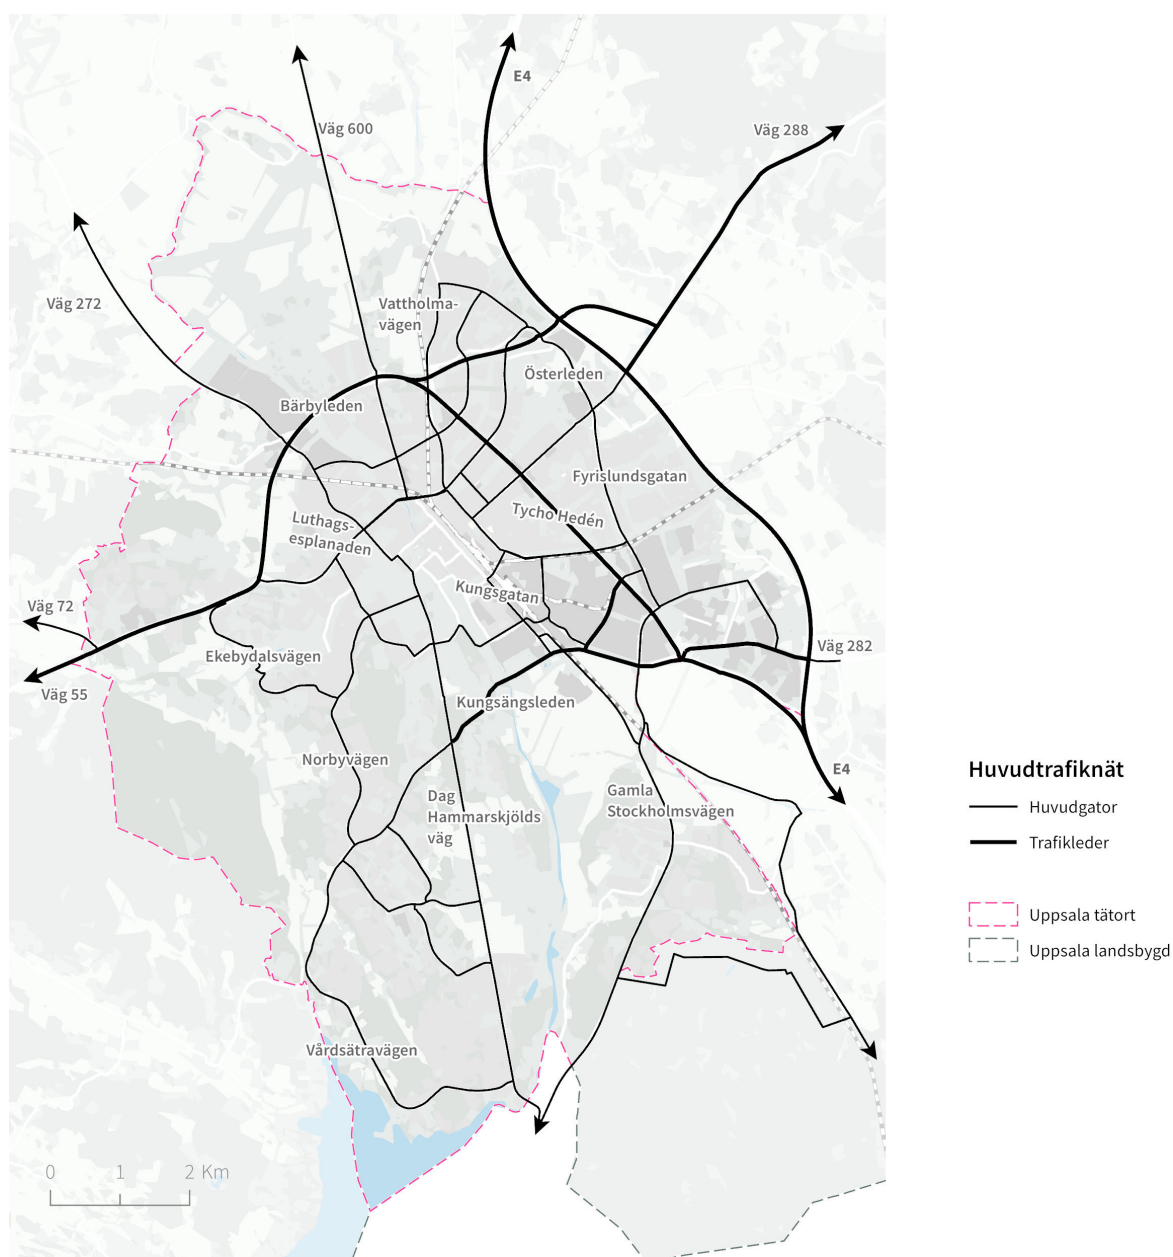 E4
Väg 600
Väg 288
Väg 272
Vattholma-
vägen
Österleden
Bärbyleden
Fyrislundsgatan
Tycho Hedén
Luthags-
esplanaden
Kungsgatan
Väg 72
Ekebydalsvägen
Väg 282
Väg 55
Kungsängsleden
Norbyvägen
E4
Dag
Hammarskjölds
väg
Gamla
Stockholmsvägen
Vårdsätravägen
0 1 2 Km
Huvudtrafiknät
Huvudgator
Trafikleder
Uppsala tätort
Uppsala landsbygd